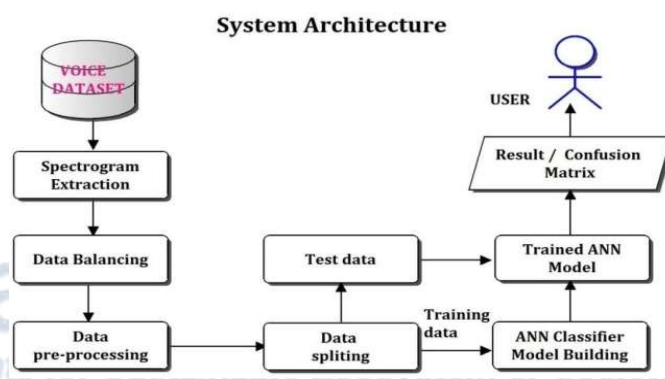 System Architecture
VOICE
DATASET
USER
Spectrogram
Extraction
Result / Confusion
Matrix
Data Balancing
Test data
Trained ANN
Model
Training
data
Data
pre-processing
Data
spliting
ANN Classifier
Model Building